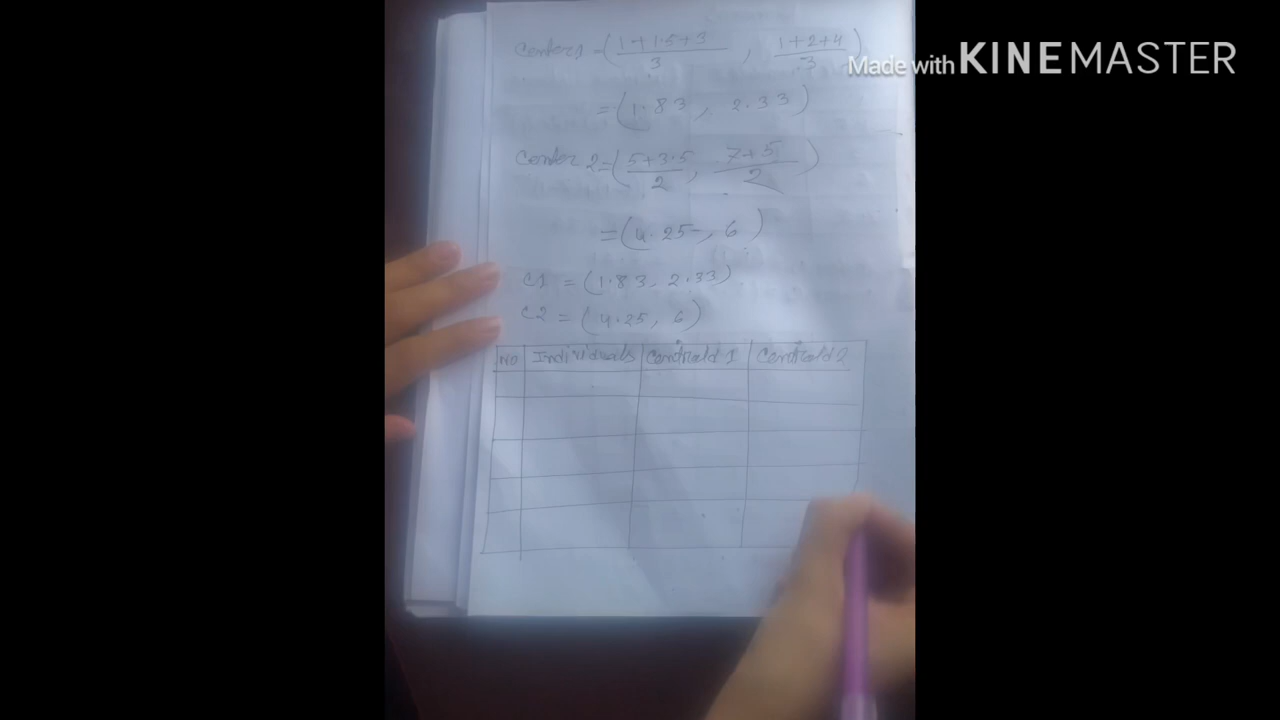 Center1 = (1+1.5+3/3, 1+2+4/3)
Made with KINEMASTER
= (1.83, 2.33)
Center 2 = (5+3.5/2, 7+5/2)
= (4.25, 6)
C1 = (1.83, 2.33)
C2 = (4.25, 6)
NO Individuals Centroid 1 Centroid 2